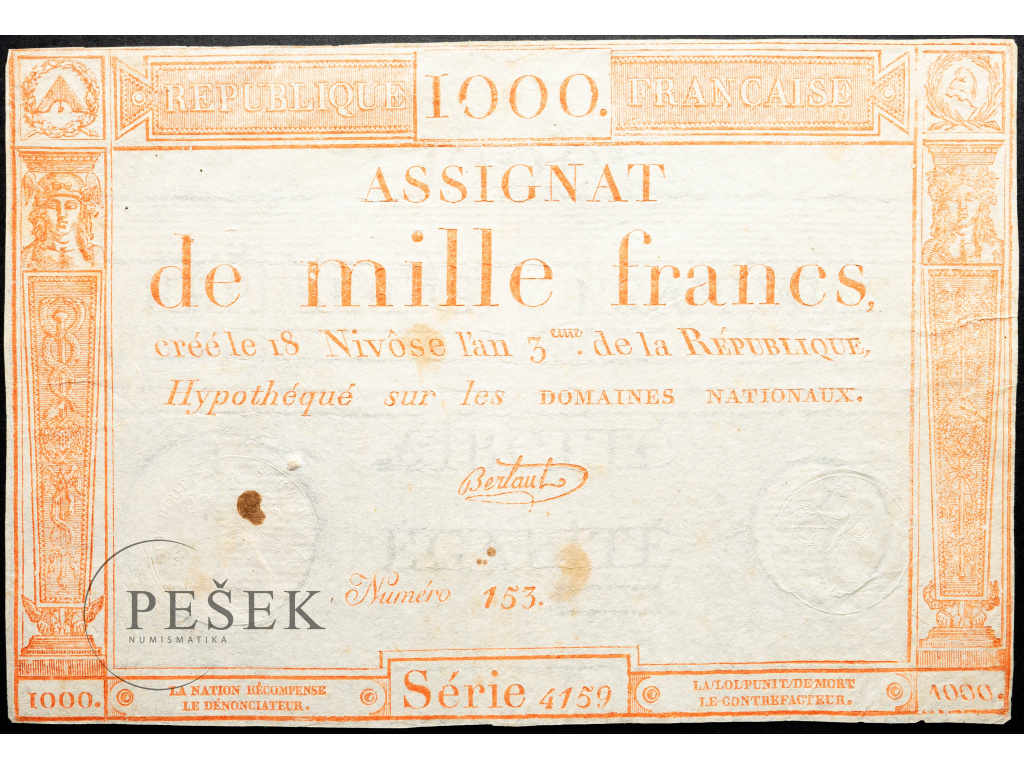 RÉPUBLIQUE 1000. FRANÇAISE
ASSIGNAT
de mille francs,
créé le 18 Nivôse l'an 3eme. de la RÉPUBLIQUE,
Hypothéqué sur les DOMAINES NATIONAUX.
Bertaut
Numéro 153.
PEŠEK
NUMISMATIKA
1000.
LA NATION RÉCOMPENSE
LE DÉNONCIATEUR.
Série 4159
LA LOI PUNIT DE MORT
LE CONTREFACTEUR.
1000.